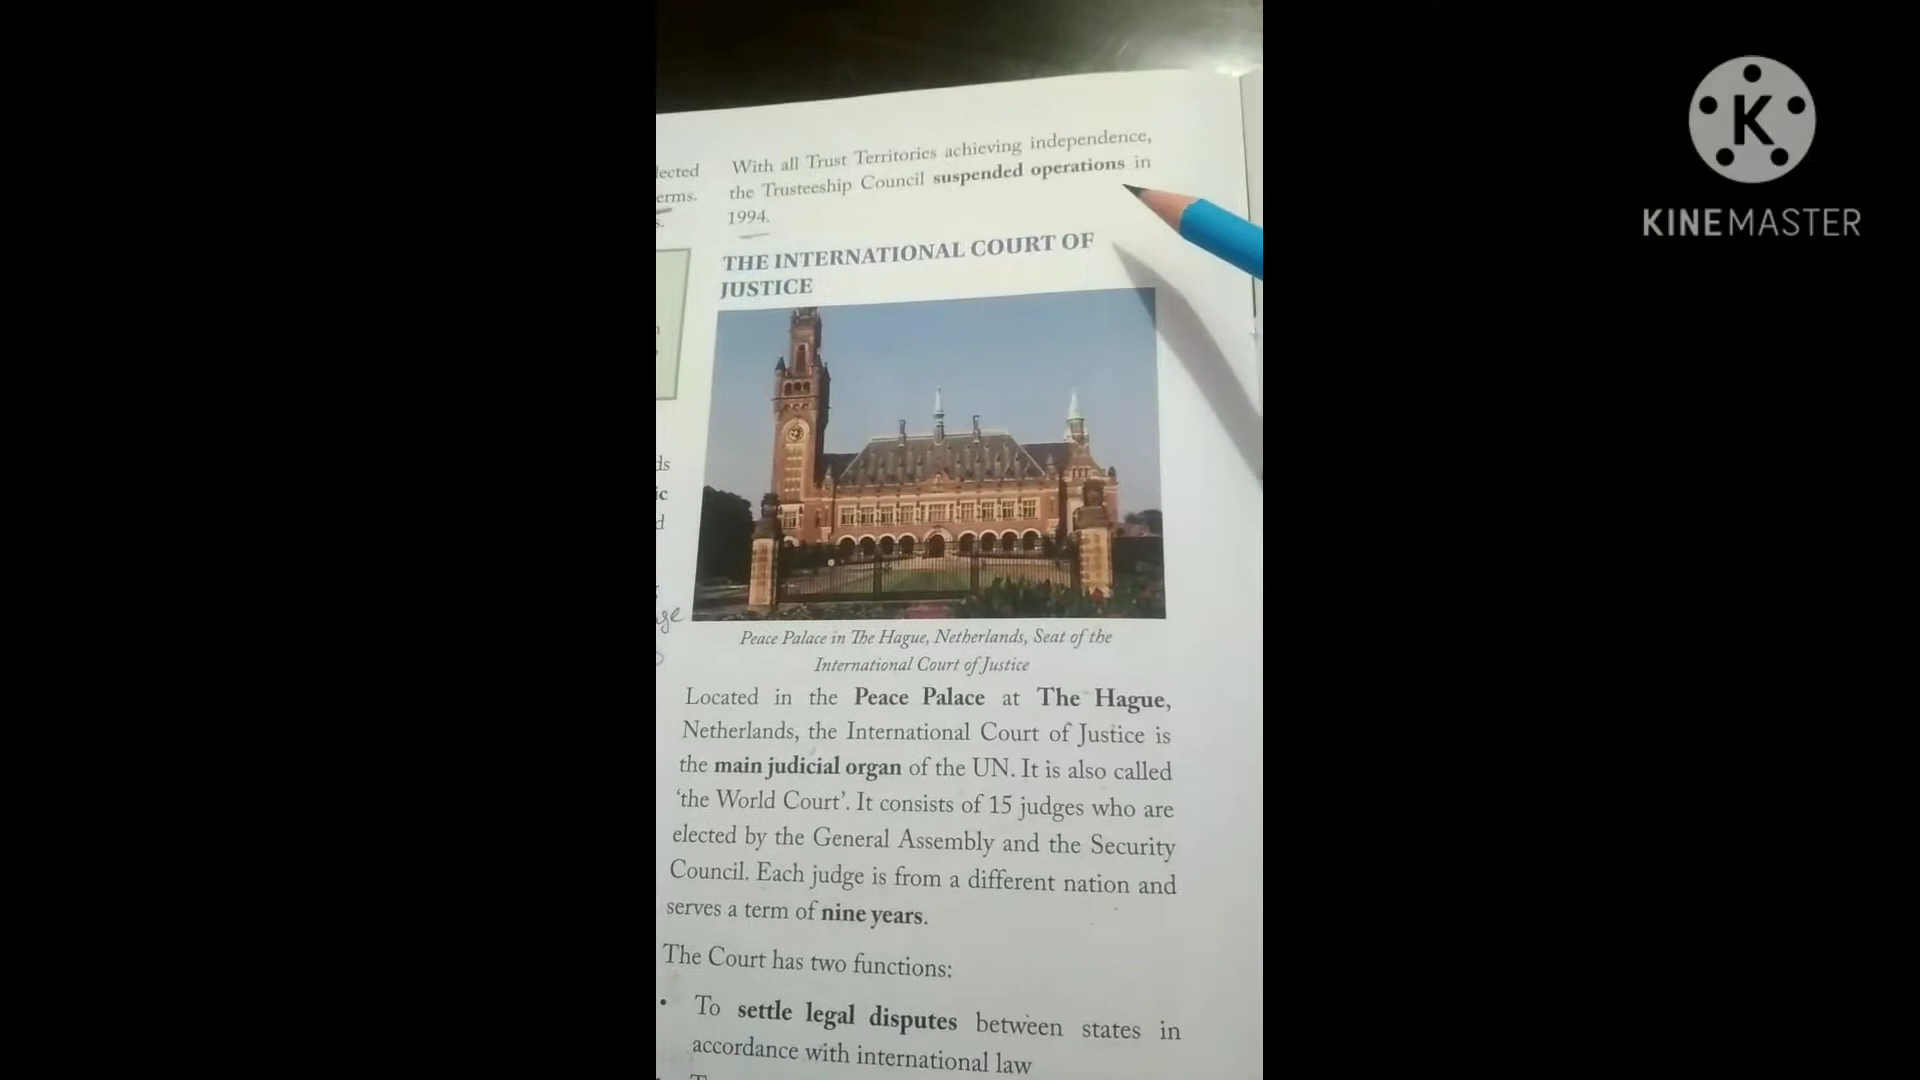 K
KINEMASTER
lected
erms.
s.
ds
ic
d
With all Trust Territories achieving independence,
the Trusteeship Council suspended operations in
1994.
THE INTERNATIONAL COURT OF
JUSTICE
Peace Palace in The Hague, Netherlands, Seat of the
International Court of Justice
Located in the Peace Palace at The Hague,
Netherlands, the International Court of Justice is
the main judicial organ of the UN. It is also called
‘the World Court’. It consists of 15 judges who are
elected by the General Assembly and the Security
Council. Each judge is from a different nation and
serves a term of nine years.
The Court has two functions:
• To settle legal disputes between states in
accordance with international law